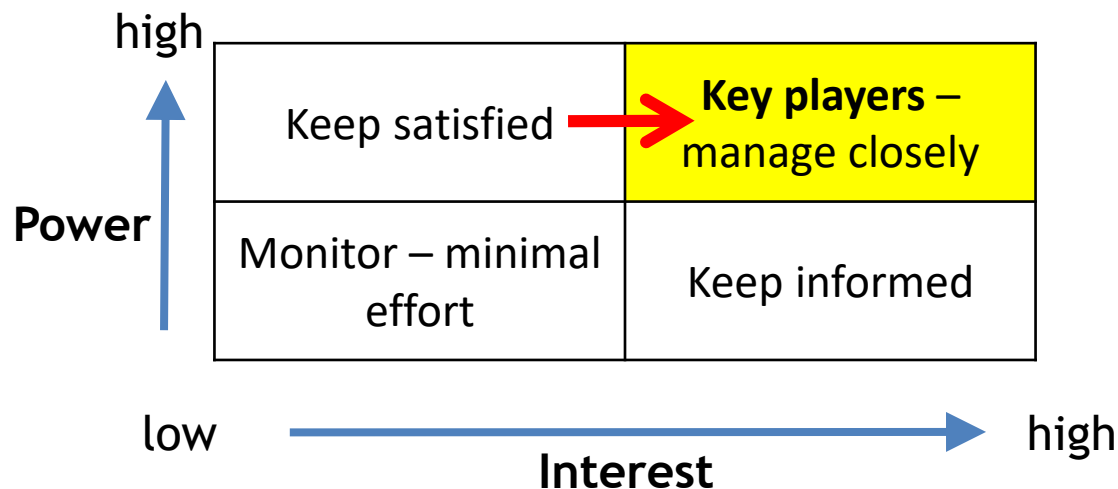 high
Keep satisfied
Key players –
manage closely
Power
Monitor – minimal
effort
Keep informed
low
high
Interest